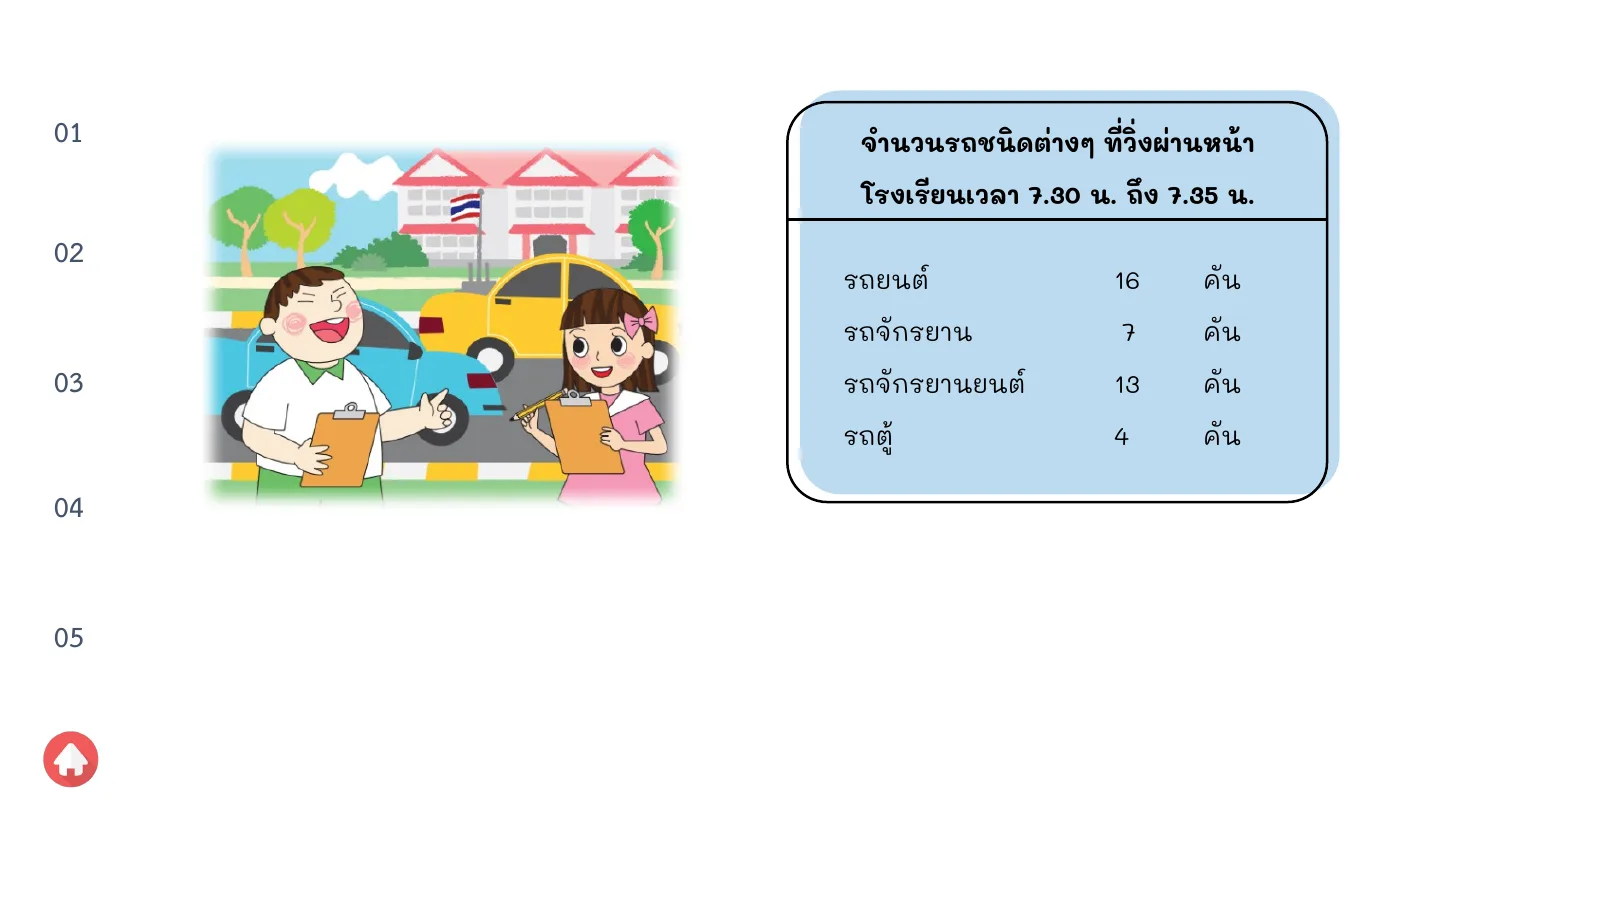 01
02
03
04
05
จำนวนรถชนิดต่างๆ ที่วิ่งผ่านหน้า
โรงเรียนเวลา 7.30 น. ถึง 7.35 น.
รถยนต์ 16 คัน
รถจักรยาน 7 คัน
รถจักรยานยนต์ 13 คัน
รถตู้ 4 คัน